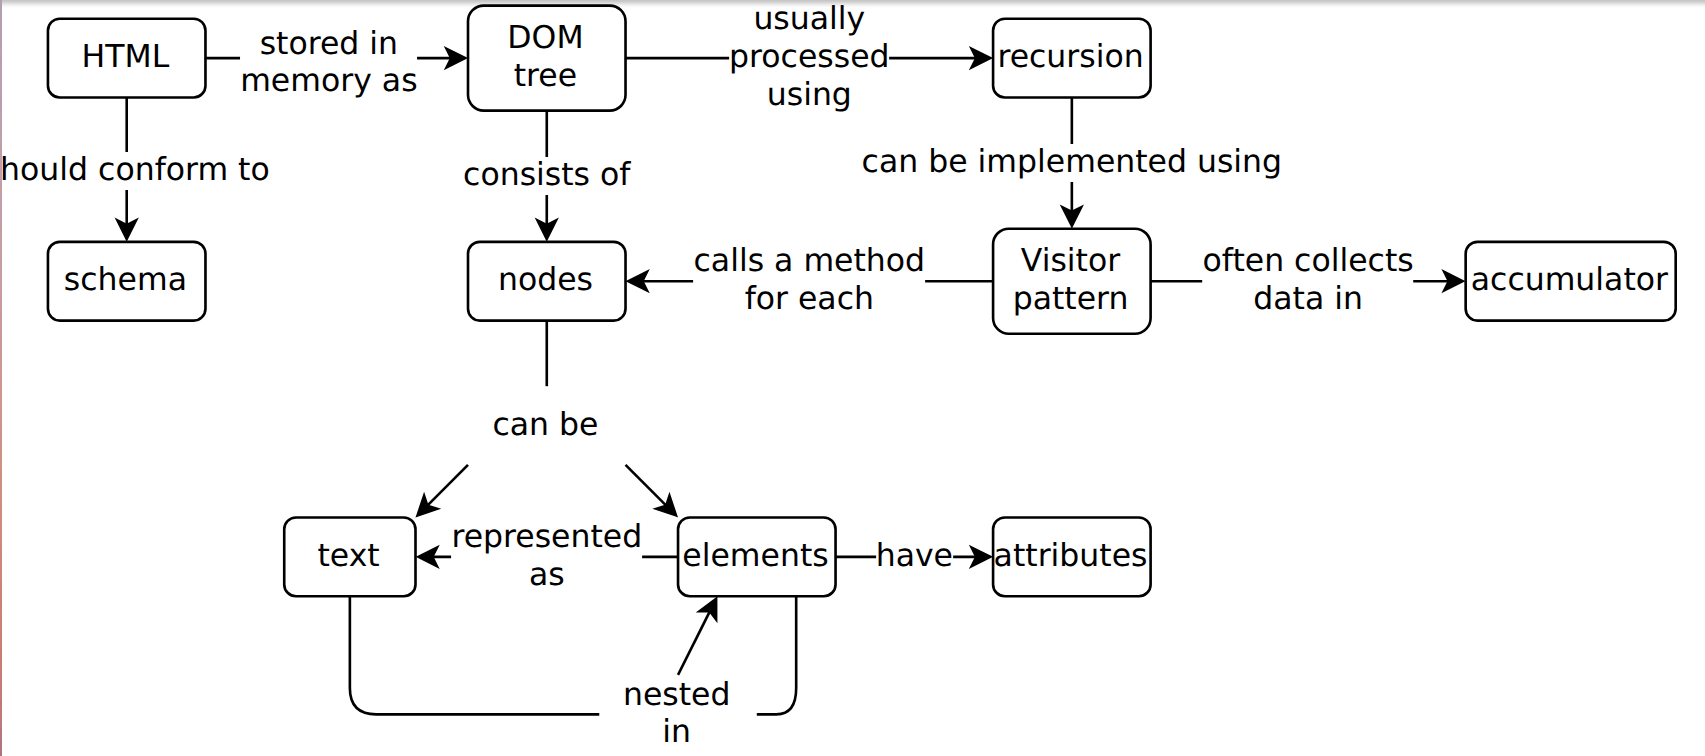 HTML
stored in
memory as
DOM
tree
usually
processed
using
recursion
hould conform to
consists of
can be implemented using
schema
nodes
calls a method
for each
Visitor
pattern
often collects
data in
accumulator
can be
text
represented
as
elements
have
attributes
nested
in